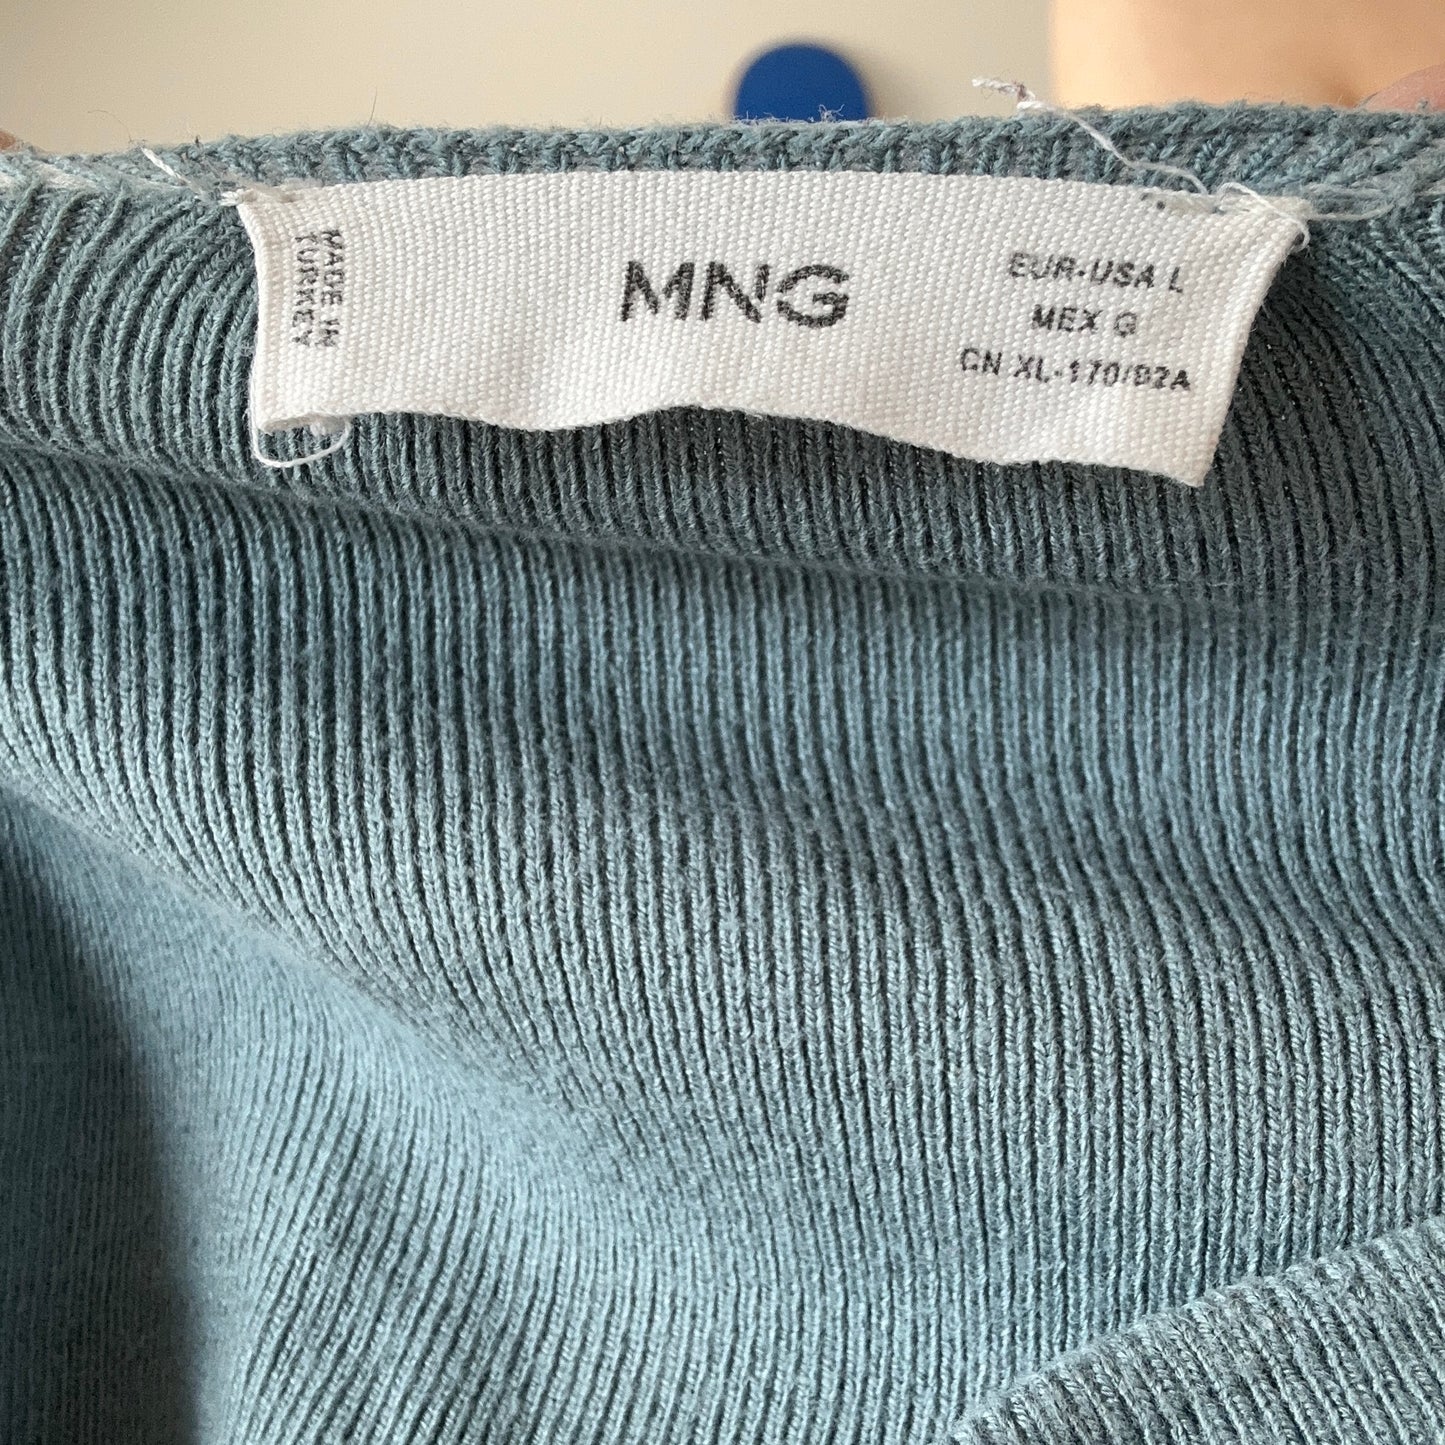 MADE IN
TURKEY
MNG
EUR-USA L
MEX G
CN XL-170/92A